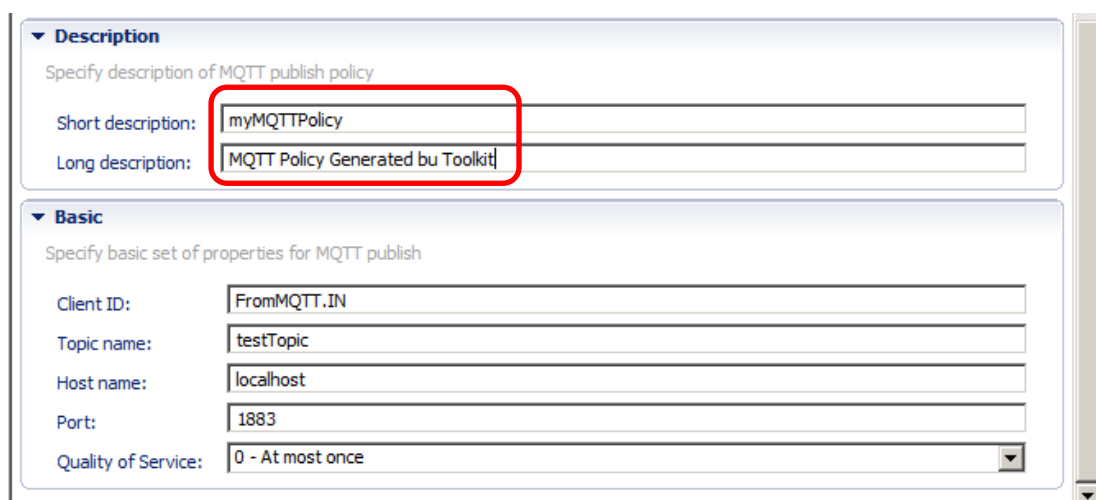 Description
Specify description of MQTT publish policy
Short description: myMQTTPolicy
Long description: MQTT Policy Generated bu Toolkit
Basic
Specify basic set of properties for MQTT publish
Client ID: FromMQTT.IN
Topic name: testTopic
Host name: localhost
Port: 1883
Quality of Service: 0 - At most once